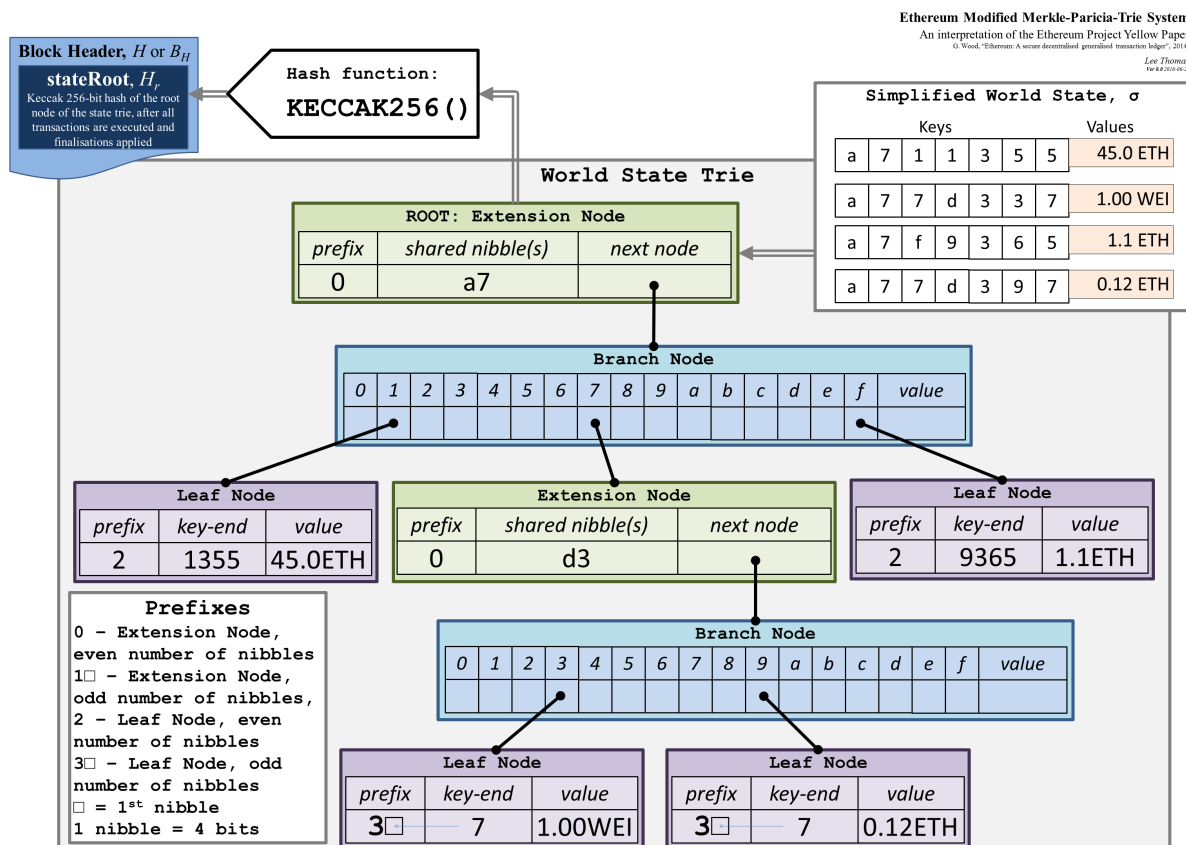 Ethereum Modified Merkle-Paricia-Trie System
An interpretation of the Ethereum Project Yellow Paper
G. Wood, "Ethereum: A secure decentralised generalised transaction ledger", 2014
Lee Thomas
Block Header, H or B_H
stateRoot, H_r
Keccak 256-bit hash of the root
node of the state trie, after all
transactions are executed and
finalisations applied
Hash function:
KECCAK256()
Simplified World State, σ
Keys Values
a 7 1 1 3 5 5 45.0 ETH
a 7 7 d 3 3 7 1.00 WEI
a 7 f 9 3 6 5 1.1 ETH
a 7 7 d 3 9 7 0.12 ETH
World State Trie
ROOT: Extension Node
prefix shared nibble(s) next node
0 a7
Branch Node
0 1 2 3 4 5 6 7 8 9 a b c d e f value
Leaf Node
prefix key-end value
2 1355 45.0ETH
Extension Node
prefix shared nibble(s) next node
0 d3
Leaf Node
prefix key-end value
2 9365 1.1ETH
Prefixes
0 – Extension Node,
even number of nibbles
1□ – Extension Node,
odd number of nibbles,
2 – Leaf Node, even
number of nibbles
3□ – Leaf Node, odd
number of nibbles
□ = 1st nibble
1 nibble = 4 bits
Branch Node
0 1 2 3 4 5 6 7 8 9 a b c d e f value
Leaf Node
prefix key-end value
3□ 7 1.00WEI
Leaf Node
prefix key-end value
3□ 7 0.12ETH